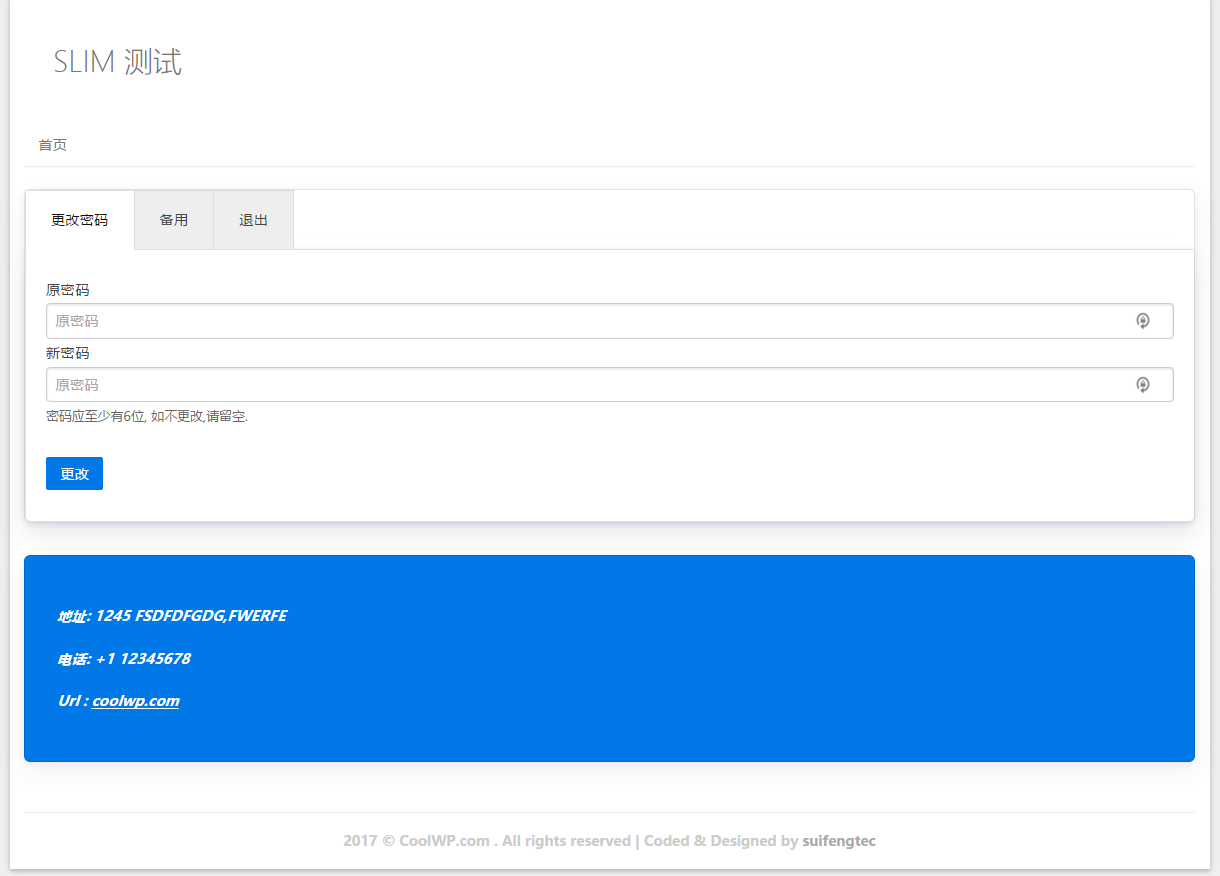 SLIM 测试
首页
更改密码 备用 退出
原密码
原密码
新密码
原密码
密码应至少有6位, 如不更改,请留空.
更改
地址: 1245 FSDFDFGDG,FWERFE
电话: +1 12345678
Url : coolwp.com
2017 © CoolWP.com . All rights reserved | Coded & Designed by suifengtec